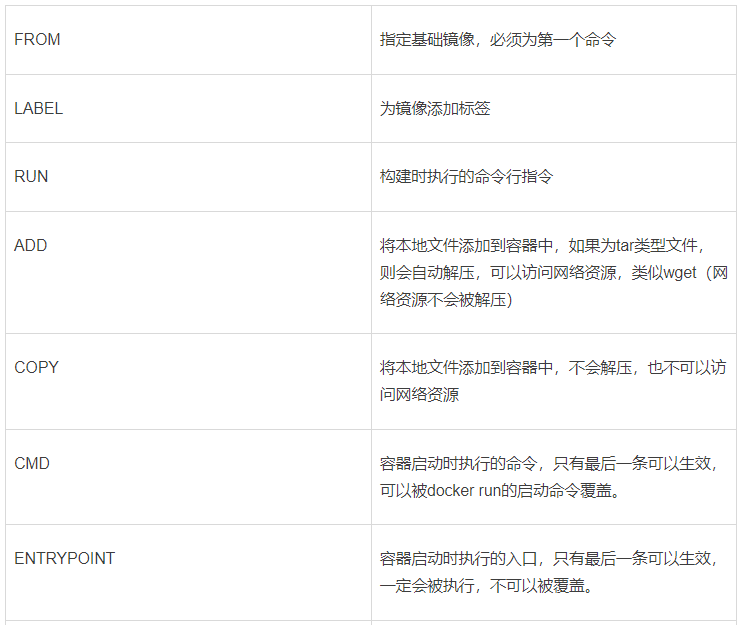 FROM
指定基础镜像，必须为第一个命令
LABEL
为镜像添加标签
RUN
构建时执行的命令行指令
ADD
将本地文件添加到容器中，如果为tar类型文件，
则会自动解压，可以访问网络资源，类似wget（网
络资源不会被解压）
COPY
将本地文件添加到容器中，不会解压，也不可以访
问网络资源
CMD
容器启动时执行的命令，只有最后一条可以生效，
可以被docker run的启动命令覆盖。
ENTRYPOINT
容器启动时执行的入口，只有最后一条可以生效，
一定会被执行，不可以被覆盖。